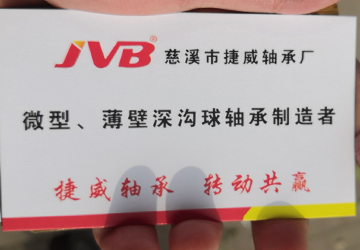 JVB® 慈溪市捷威轴承厂
微型、薄壁深沟球轴承制造者
捷威轴承 转动共赢